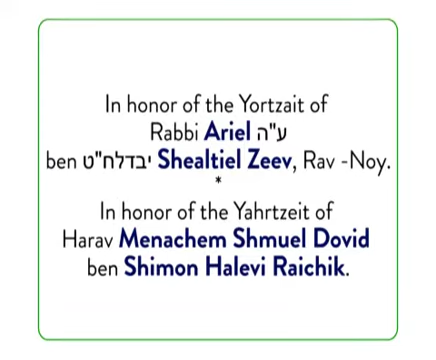 In honor of the Yortzait of
Rabbi Ariel ע"ה
ben יבדלח"ט Shealtiel Zeev, Rav -Noy.
*
In honor of the Yahrtzeit of
Harav Menachem Shmuel Dovid
ben Shimon Halevi Raichik.